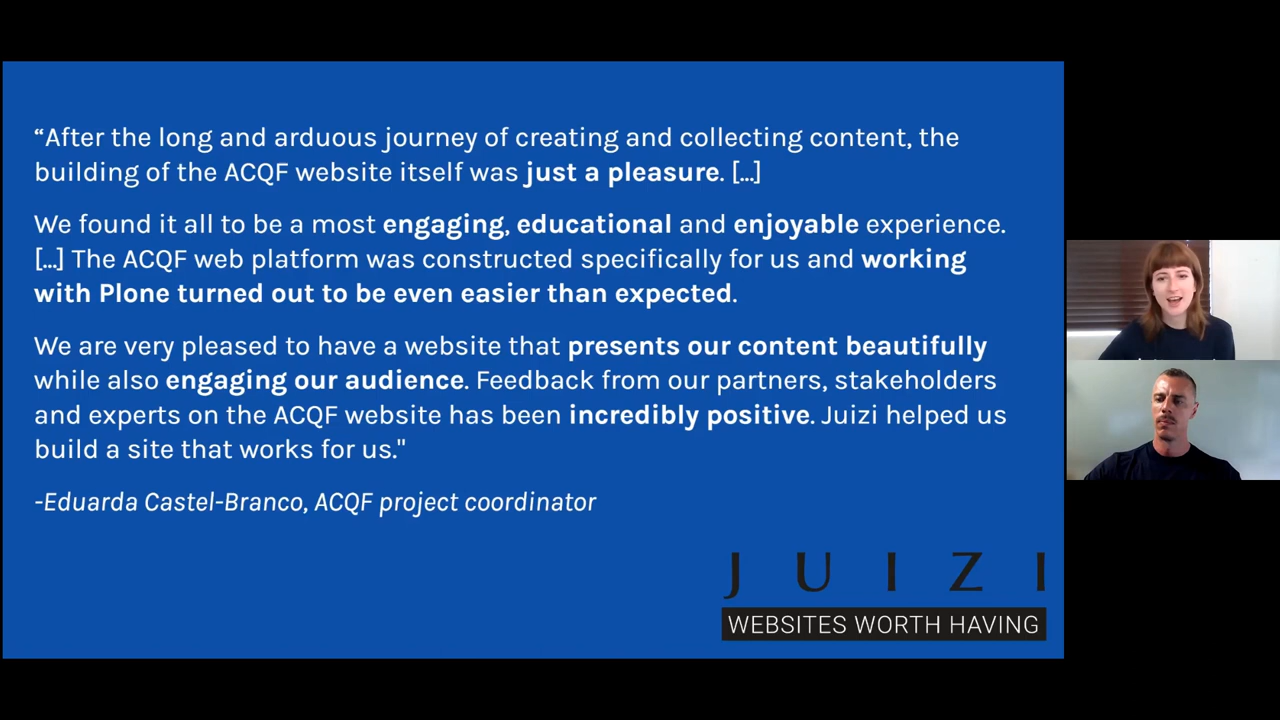 “After the long and arduous journey of creating and collecting content, the
building of the ACQF website itself was just a pleasure. [...]
We found it all to be a most engaging, educational and enjoyable experience.
[...] The ACQF web platform was constructed specifically for us and working
with Plone turned out to be even easier than expected.
We are very pleased to have a website that presents our content beautifully
while also engaging our audience. Feedback from our partners, stakeholders
and experts on the ACQF website has been incredibly positive. Juizi helped us
build a site that works for us."
-Eduarda Castel-Branco, ACQF project coordinator
JUIZI
WEBSITES WORTH HAVING